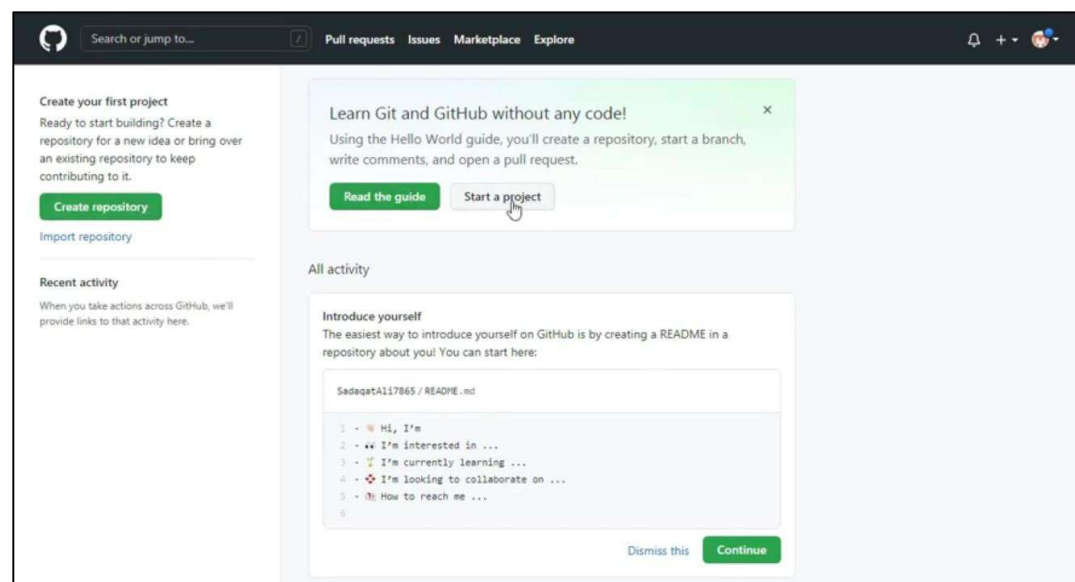 Search or jump to... /
Pull requests Issues Marketplace Explore
Create your first project
Ready to start building? Create a
repository for a new idea or bring over
an existing repository to keep
contributing to it.
Create repository
Import repository
Recent activity
When you take actions across GitHub, we'll
provide links to that activity here.
Learn Git and GitHub without any code!
Using the Hello World guide, you'll create a repository, start a branch,
write comments, and open a pull request.
Read the guide Start a project
All activity
Introduce yourself
The easiest way to introduce yourself on GitHub is by creating a README in a
repository about you! You can start here:
SadaqatAli7865 / README.md
1 - 👋 Hi, I'm
2 - 👀 I'm interested in ...
3 - 🌱 I'm currently learning ...
4 - 💞️ I'm looking to collaborate on ...
5 - 📫 How to reach me ...
6
Dismiss this Continue